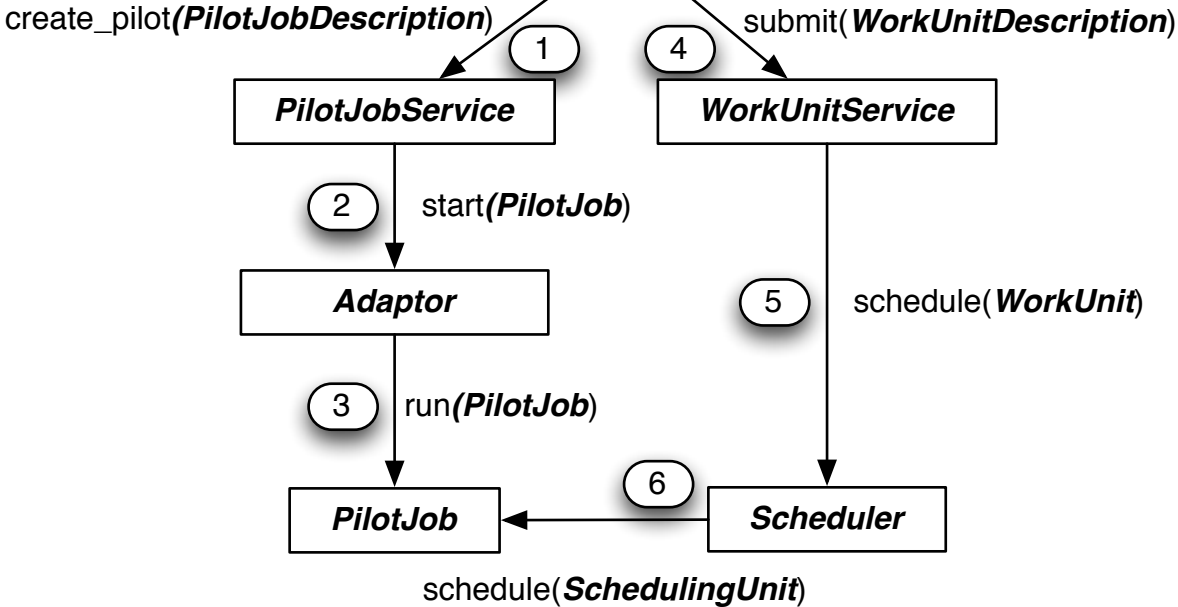 create_pilot(PilotJobDescription)
submit(WorkUnitDescription)
1
4
PilotJobService
WorkUnitService
2
start(PilotJob)
Adaptor
5
schedule(WorkUnit)
3
run(PilotJob)
6
PilotJob
Scheduler
schedule(SchedulingUnit)